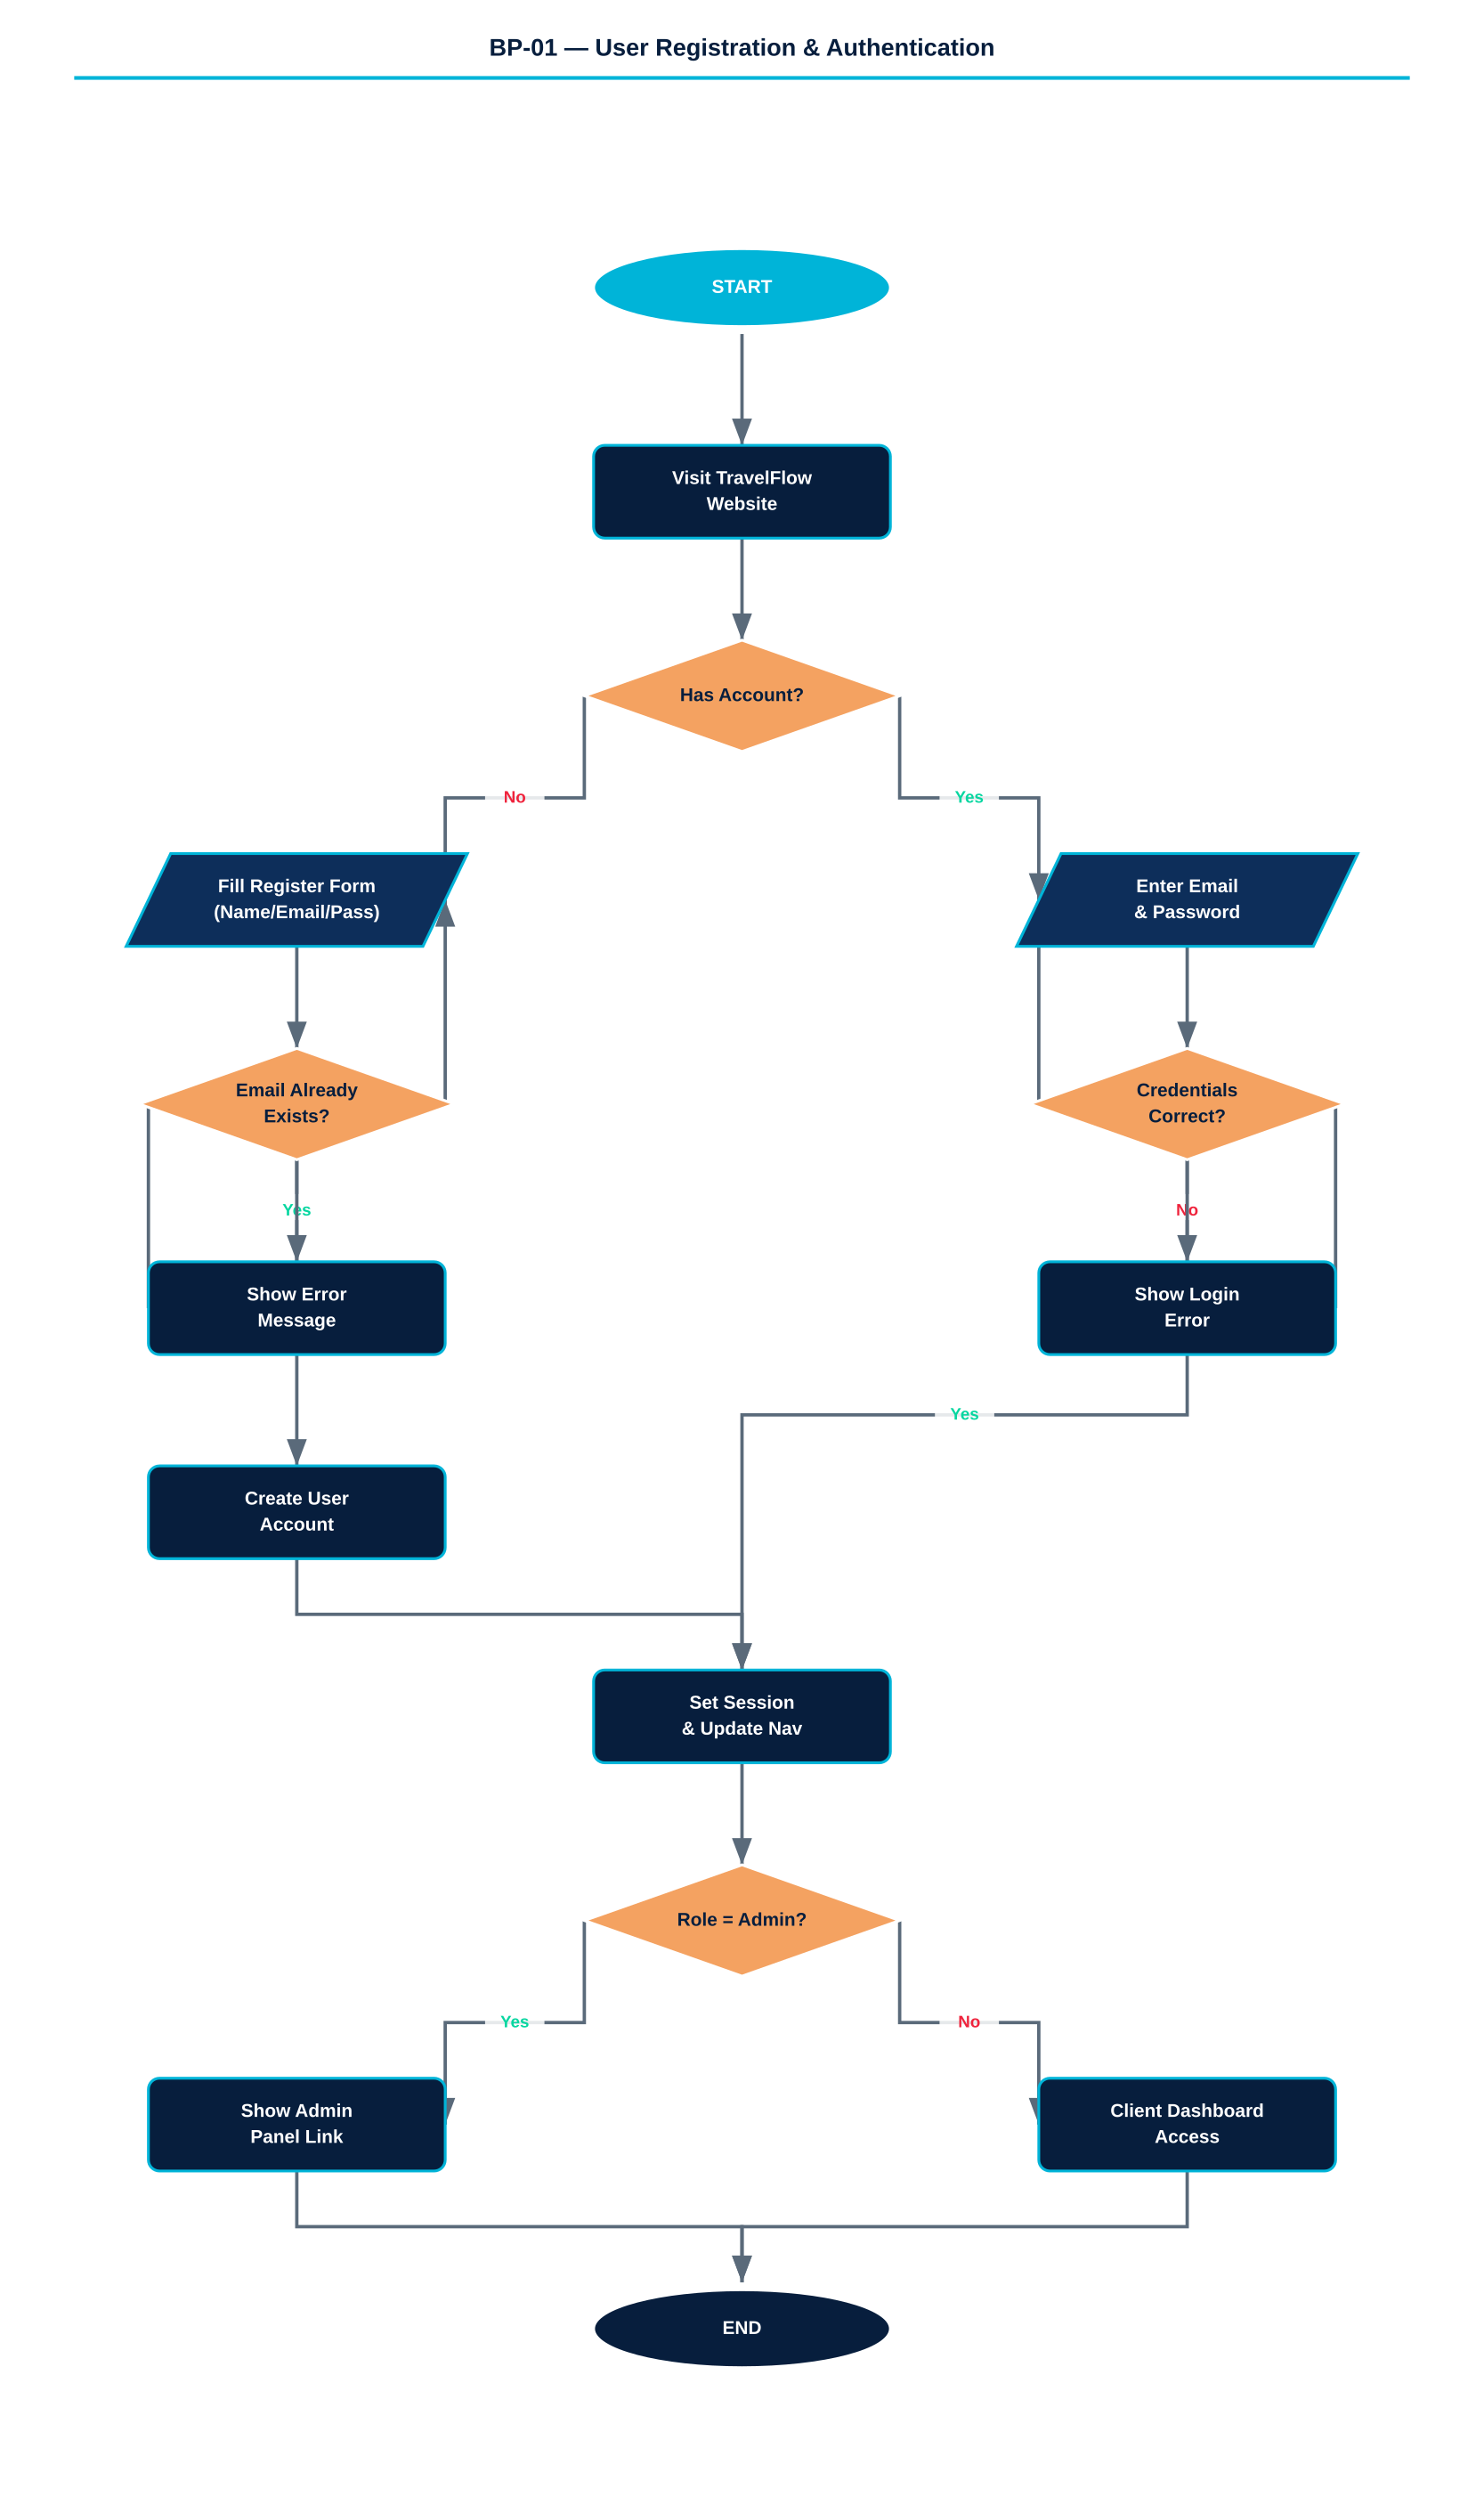 BP-01 — User Registration & Authentication
START
Visit TravelFlow
Website
Has Account?
No
Yes
Fill Register Form
(Name/Email/Pass)
Enter Email
& Password
Email Already
Exists?
Credentials
Correct?
Yes
No
Show Error
Message
Show Login
Error
Yes
Create User
Account
Set Session
& Update Nav
Role = Admin?
Yes
No
Show Admin
Panel Link
Client Dashboard
Access
END